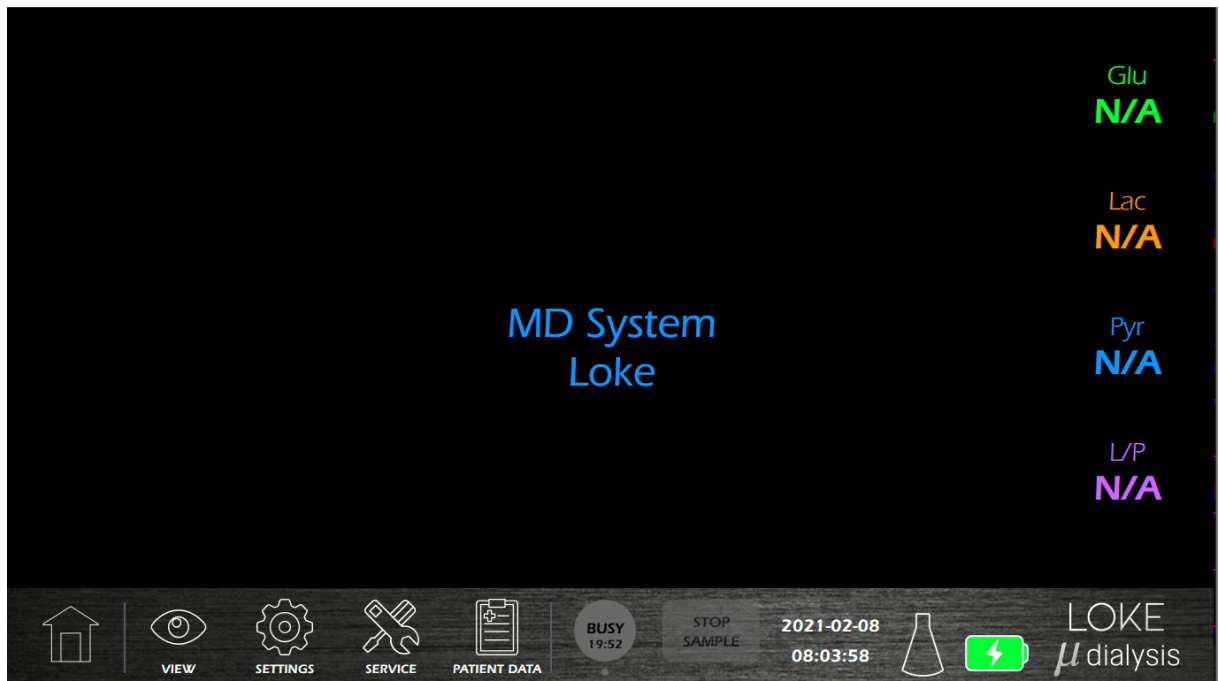 Glu
N/A
Lac
N/A
MD System
Loke
Pyr
N/A
L/P
N/A
VIEW
SETTINGS
SERVICE
PATIENT DATA
BUSY
19:52
STOP
SAMPLE
2021-02-08
08:03:58
LOKE
μ dialysis